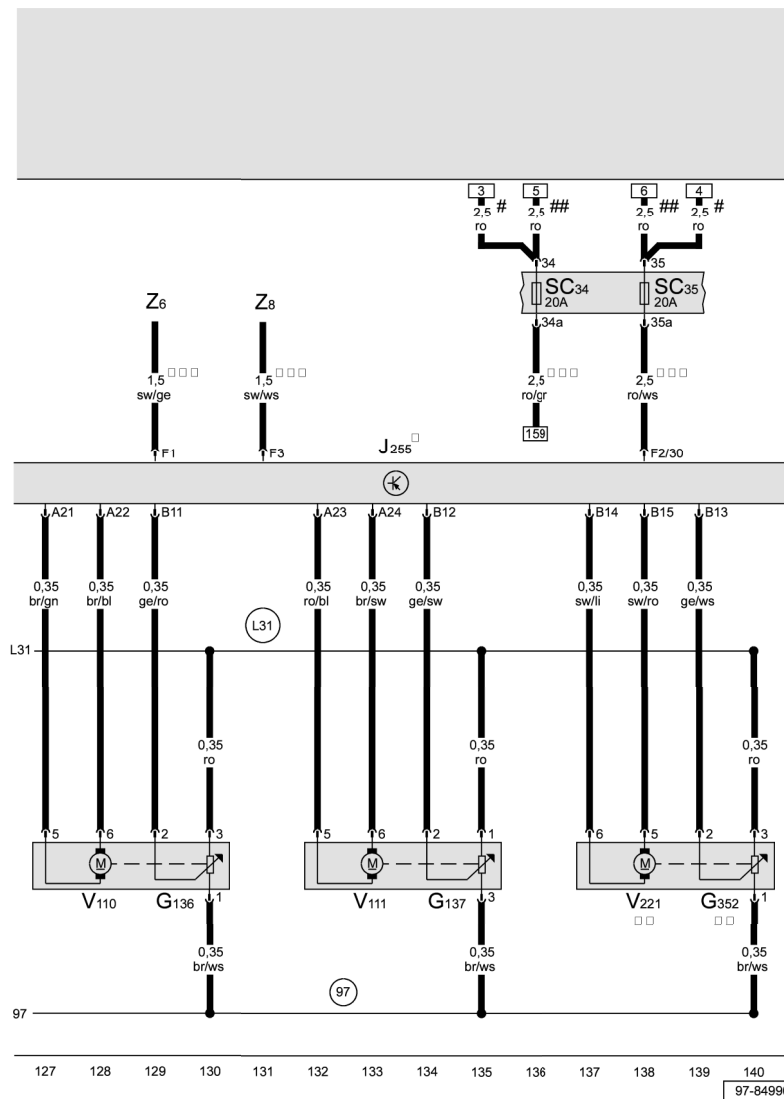 3 # 5 ## 6 ## 4 #
2,5 2,5 2,5 2,5
ro ro ro ro
34 35
Z6 Z8 SC34 SC35
20A 20A
34a 35a
1,5 □ □ □ 1,5 □ □ □ 2,5 □ □ □ 2,5 □ □ □
sw/ge sw/ws ro/gr ro/ws
159
F1 F3 J255 □ F2/30
A21 A22 B11 A23 A24 B12 B14 B15 B13
0,35 0,35 0,35 0,35 0,35 0,35 0,35 0,35 0,35
br/gn br/bl ge/ro ro/bl br/sw ge/sw sw/li sw/ro ge/ws
L31
L31
0,35 0,35 0,35
ro ro ro
5 6 2 3 5 6 2 1 6 5 2 3
M M M
V110 G136 1 V111 G137 3 V221 G352 1
□ □ □ □
0,35 0,35 0,35
br/ws br/ws br/ws
97
97
127 128 129 130 131 132 133 134 135 136 137 138 139 140